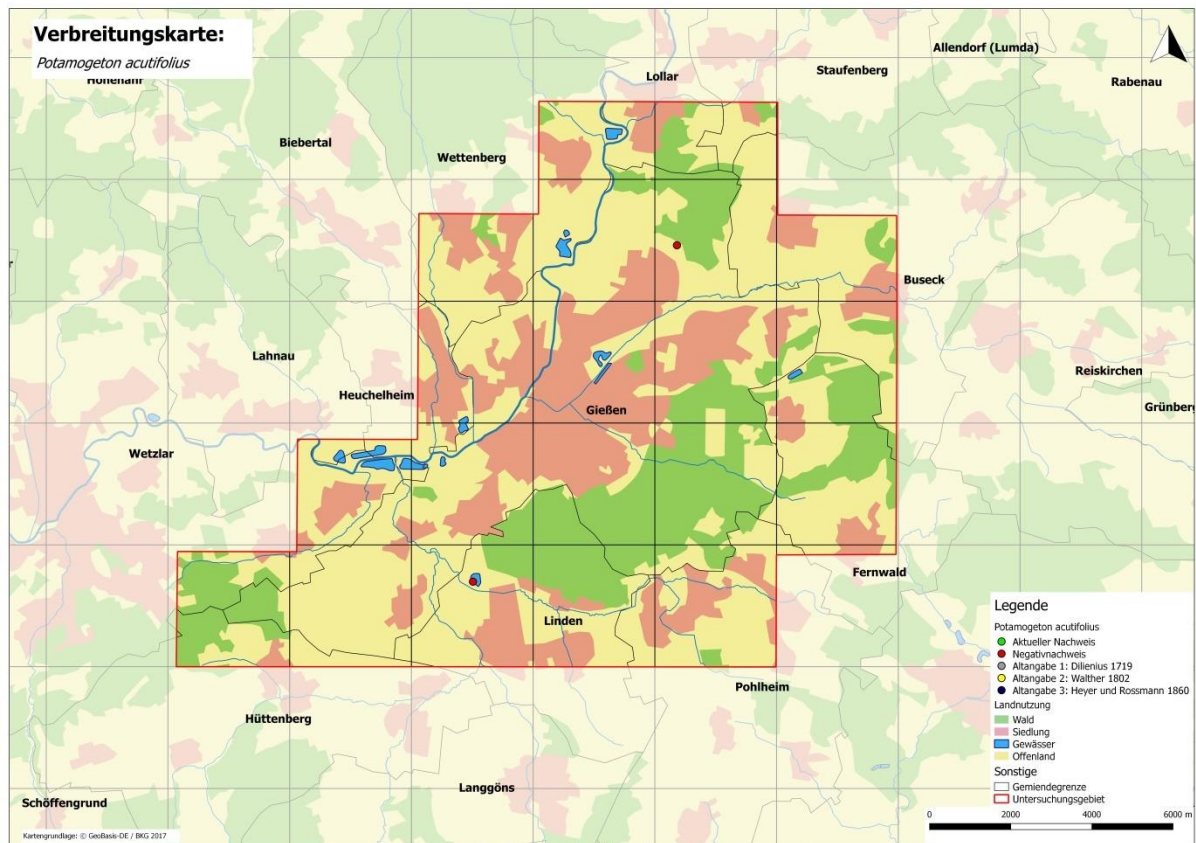 Verbreitungskarte:
Potamogeton acutifolius
Hohenahr
Lollar
Allendorf (Lumda)
Staufenberg
Rabenau
Biebertal
Wettenberg
Buseck
Lahnau
Heuchelheim
Reiskirchen
Gießen
Grünberg
Wetzlar
Fernwald
Linden
Pohlheim
Hüttenberg
Langgöns
Schöffengrund
Legende
Potamogeton acutifolius
Aktueller Nachweis
Negativnachweis
Altangabe 1: Dilienius 1719
Altangabe 2: Walther 1802
Altangabe 3: Heyer und Rossmann 1860
Landnutzung
Wald
Siedlung
Gewässer
Offenland
Sonstige
Gemiendegrenze
Untersuchungsgebiet
0 2000 4000 6000 m
Kartengrundlage: © GeoBasis-DE / BKG 2017